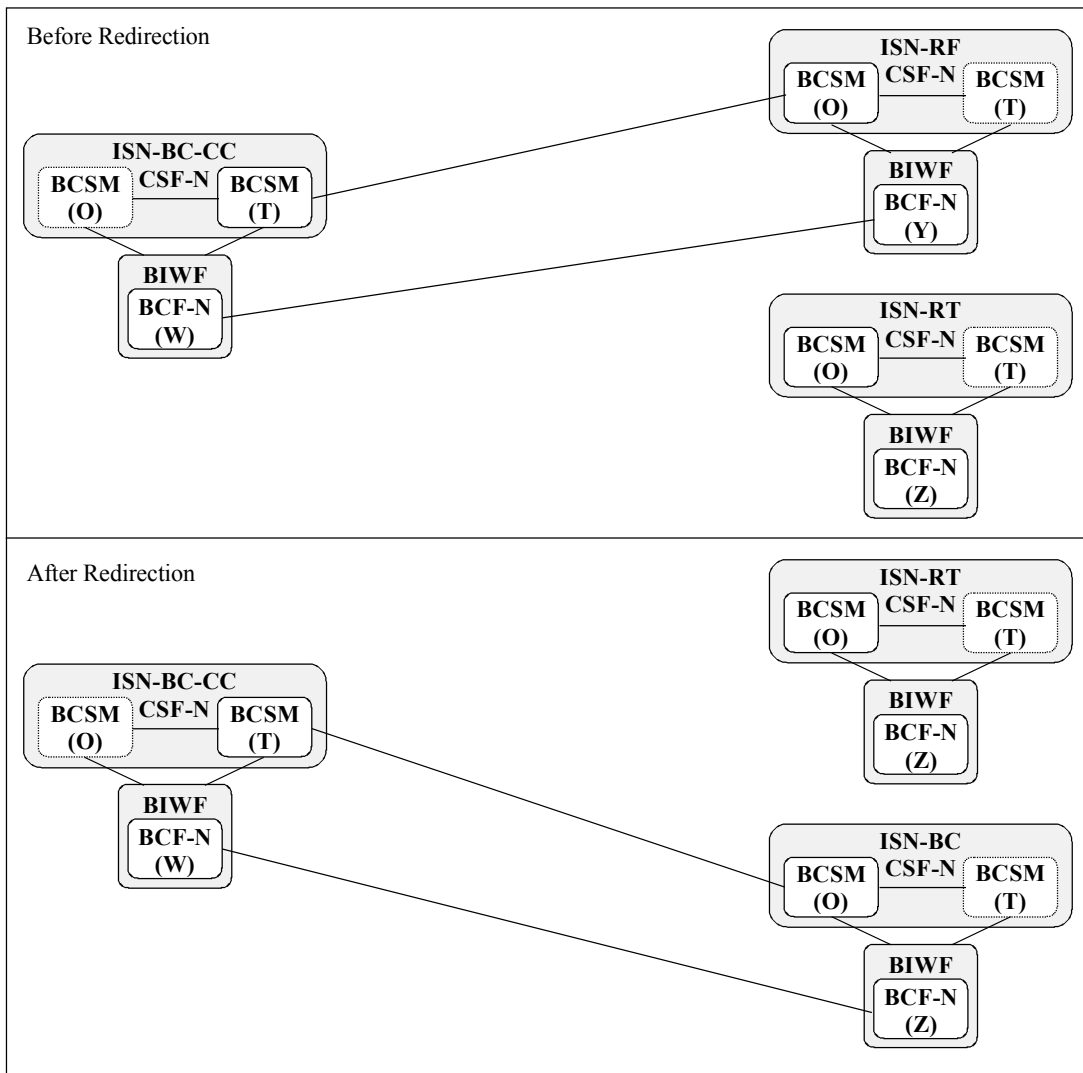 Before Redirection
ISN-RF
CSF-N
BCSM
(O)
BCSM
(T)
BIWF
BCF-N
(Y)
ISN-BC-CC
CSF-N
BCSM
(O)
BCSM
(T)
BIWF
BCF-N
(W)
ISN-RT
CSF-N
BCSM
(O)
BCSM
(T)
BIWF
BCF-N
(Z)
After Redirection
ISN-RT
CSF-N
BCSM
(O)
BCSM
(T)
BIWF
BCF-N
(Z)
ISN-BC-CC
CSF-N
BCSM
(O)
BCSM
(T)
BIWF
BCF-N
(W)
ISN-BC
CSF-N
BCSM
(O)
BCSM
(T)
BIWF
BCF-N
(Z)